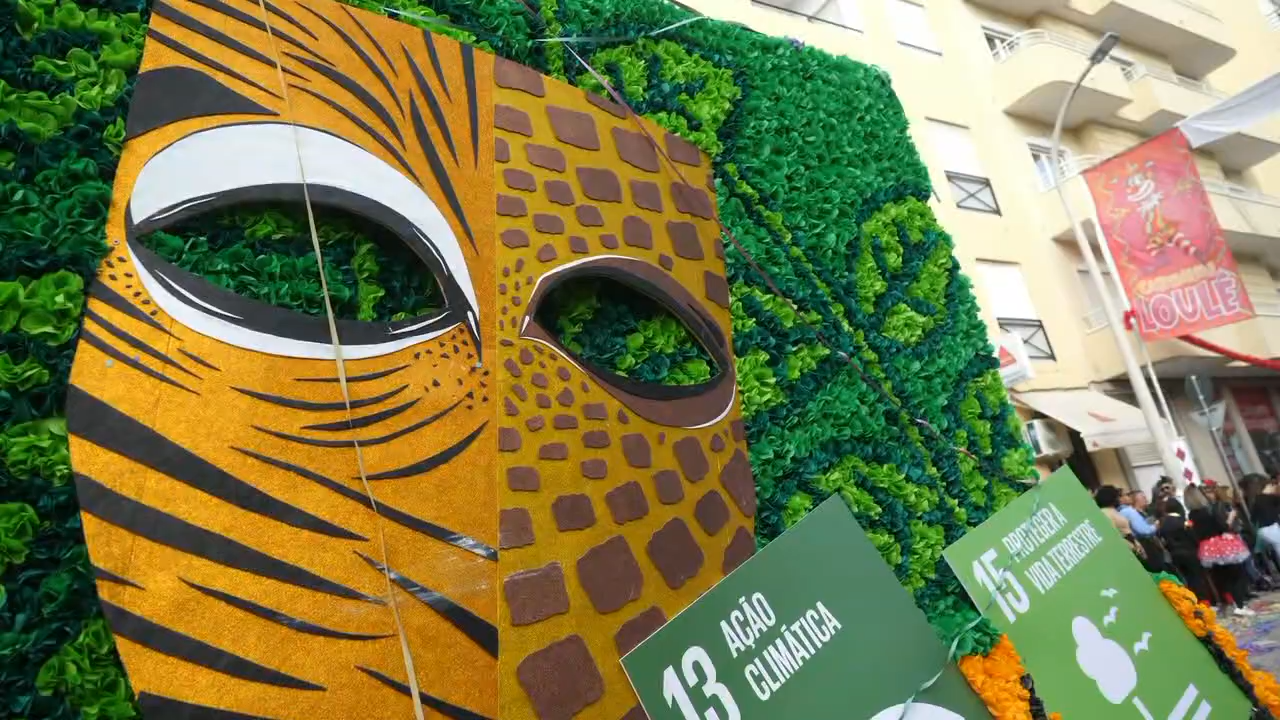 13 AÇÃO
CLIMÁTICA
15 PROTEGER A
VIDA TERRESTRE
LOULÉ